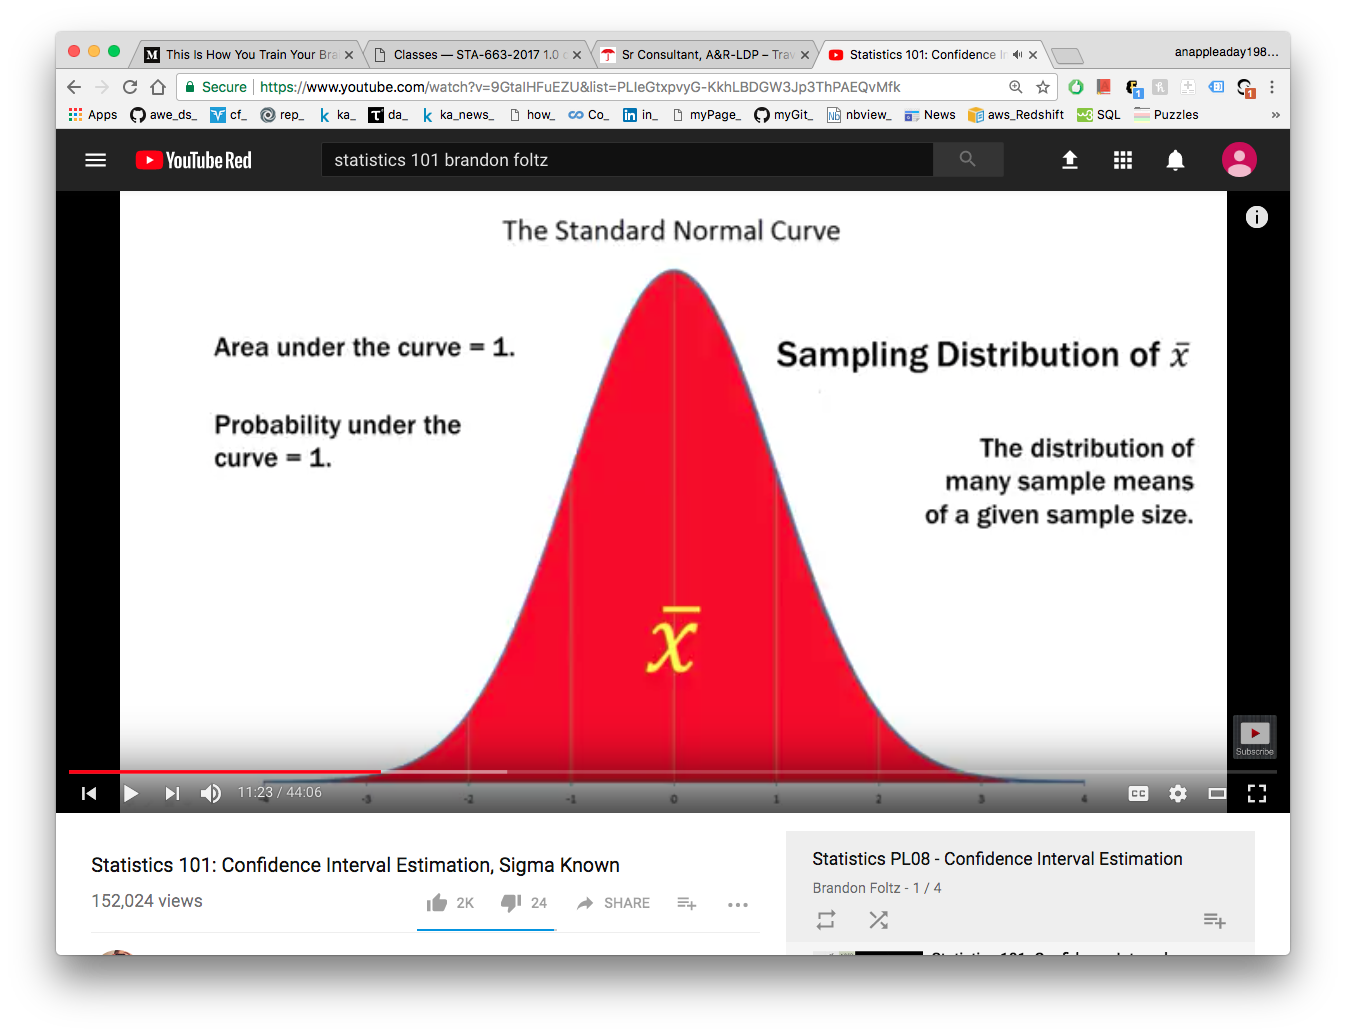 This Is How You Train Your Bra
Classes — STA-663-2017 1.0
Sr Consultant, A&R-LDP – Trav
Statistics 101: Confidence I
anappleaday198...
Secure
https://www.youtube.com/watch?v=9GtaIHFuEZU&list=PLIeGtxpvyG-KkhLBDGW3Jp3ThPAEQvMfk
Apps awe_ds_ cf_ rep_ ka_ da_ ka_news_ how_ Co_ in_ myPage_ myGit_ nbview_ News aws_Redshift SQL Puzzles »
YouTube Red
statistics 101 brandon foltz
The Standard Normal Curve
Area under the curve = 1.
Sampling Distribution of x̄
Probability under the
curve = 1.
The distribution of
many sample means
of a given sample size.
x̄
Subscribe
11:23 / 44:06
CC
-4 -3 -2 -1 0 1 2 3 4
Statistics 101: Confidence Interval Estimation, Sigma Known
152,024 views
2K 24 SHARE
Statistics PL08 - Confidence Interval Estimation
Brandon Foltz - 1 / 4